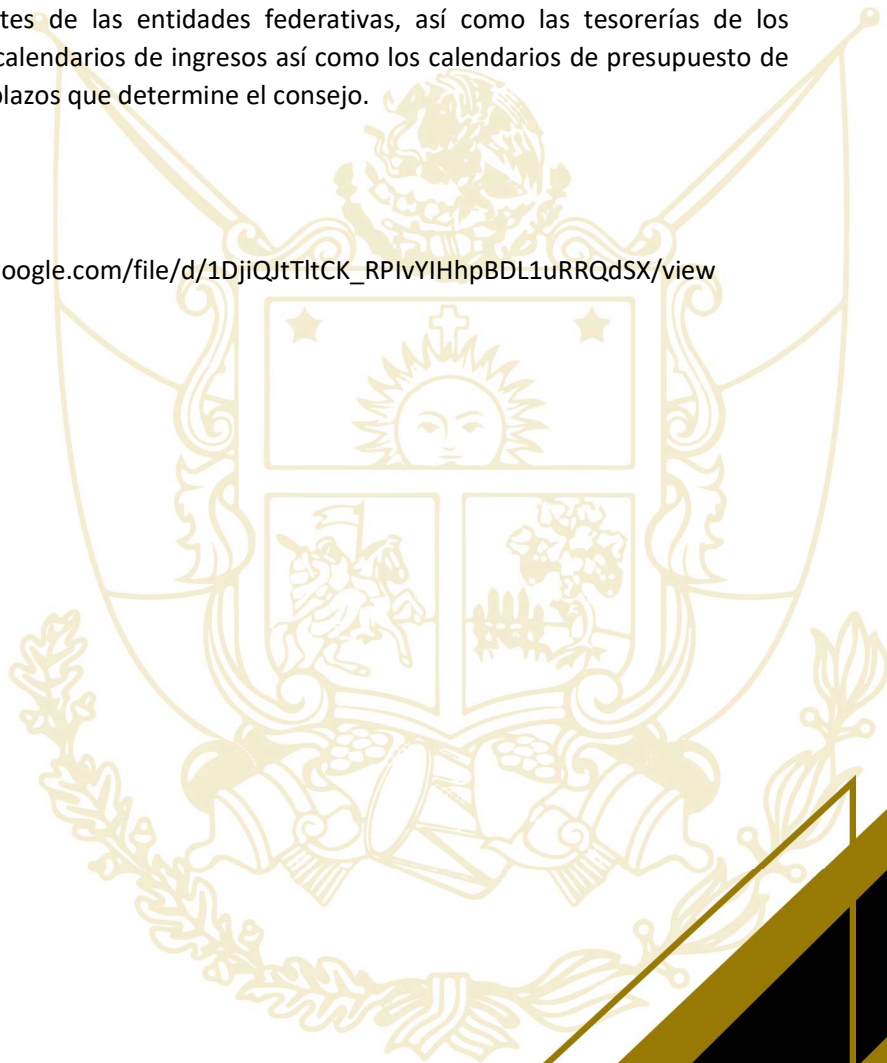 tes de las entidades federativas, así como las tesorerías de los
calendarios de ingresos así como los calendarios de presupuesto de
plazos que determine el consejo.
oogle.com/file/d/1DjiQJtTltCK_RPIvYIHhpBDL1uRRQdSX/view